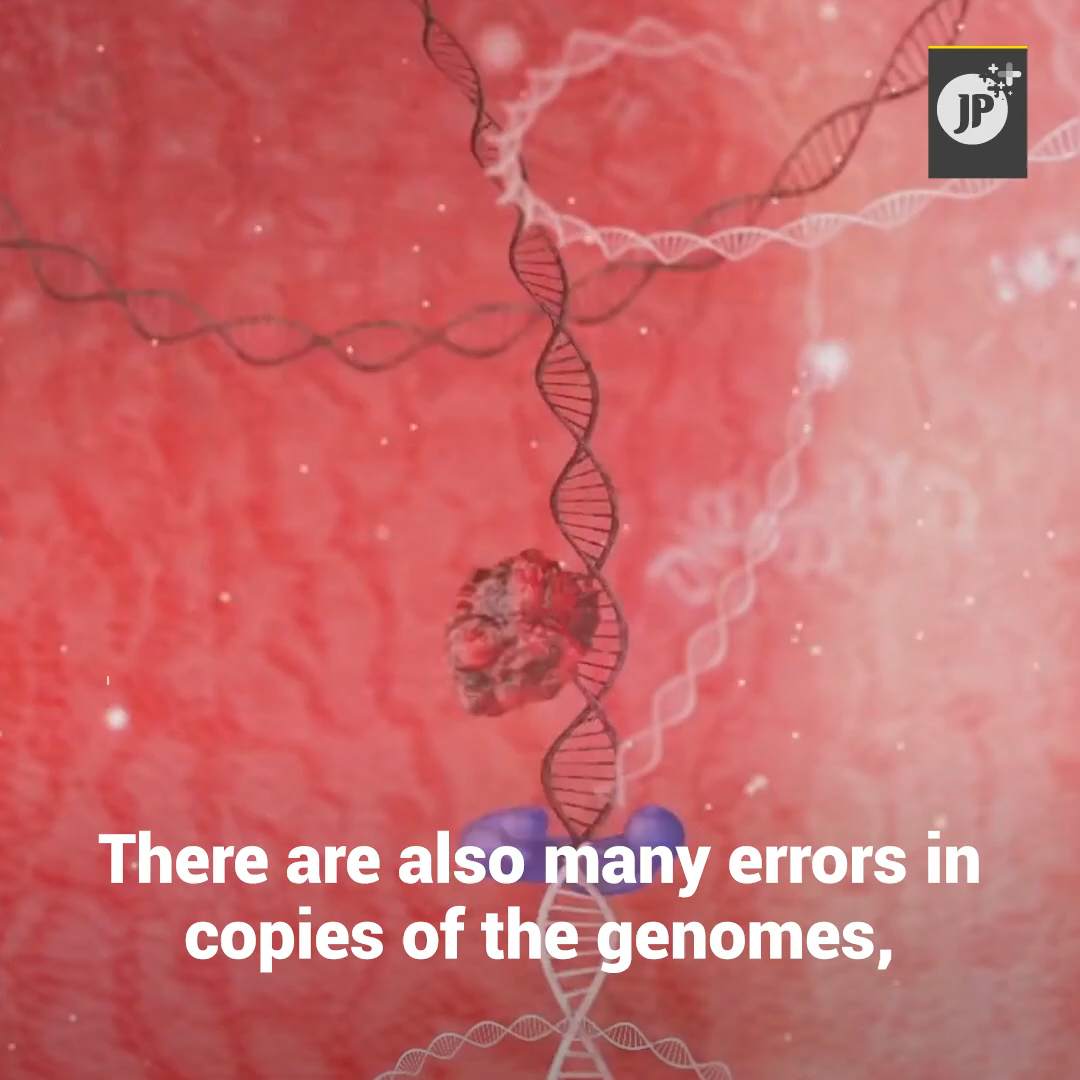 JP
There are also many errors in
copies of the genomes,